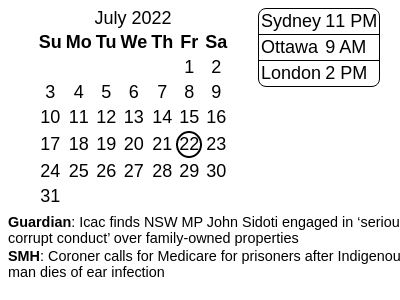 July 2022
Su Mo Tu We Th Fr Sa
1 2
3 4 5 6 7 8 9
10 11 12 13 14 15 16
17 18 19 20 21 22 23
24 25 26 27 28 29 30
31
Sydney 11 PM
Ottawa 9 AM
London 2 PM
Guardian: Icac finds NSW MP John Sidoti engaged in ‘seriou
corrupt conduct’ over family-owned properties
SMH: Coroner calls for Medicare for prisoners after Indigenou
man dies of ear infection